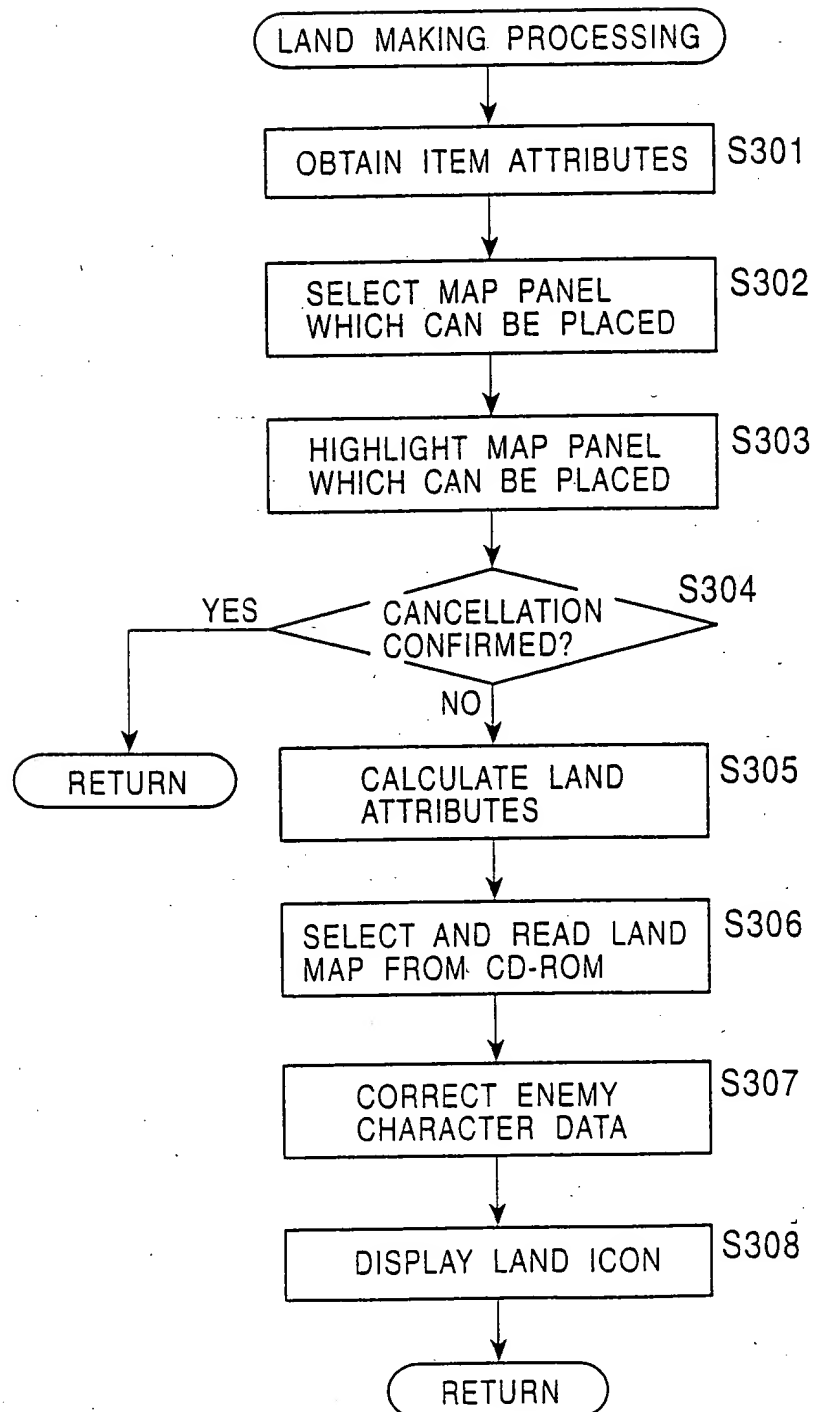 LAND MAKING PROCESSING
OBTAIN ITEM ATTRIBUTES
S301
SELECT MAP PANEL
WHICH CAN BE PLACED
S302
HIGHLIGHT MAP PANEL
WHICH CAN BE PLACED
S303
CANCELLATION
CONFIRMED?
S304
YES
NO
RETURN
CALCULATE LAND
ATTRIBUTES
S305
SELECT AND READ LAND
MAP FROM CD-ROM
S306
CORRECT ENEMY
CHARACTER DATA
S307
DISPLAY LAND ICON
S308
RETURN